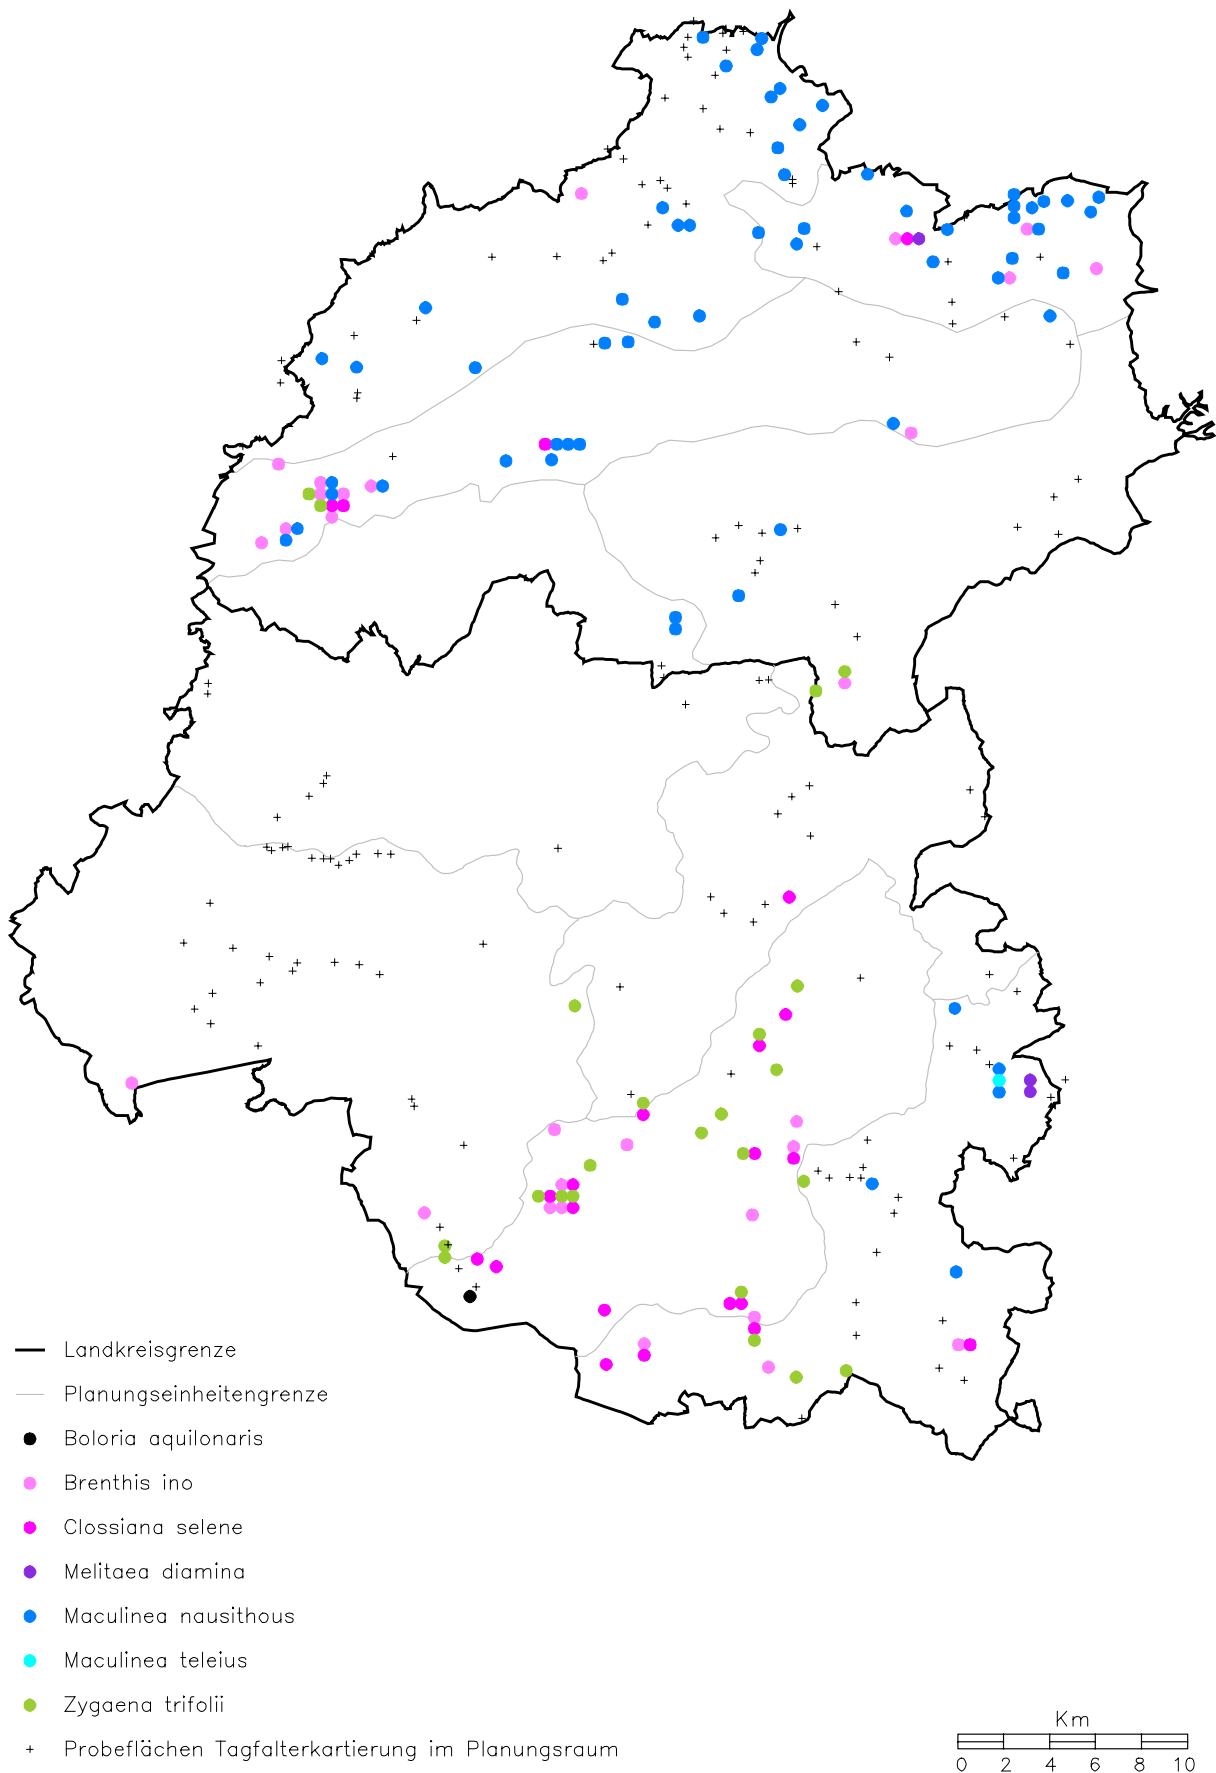 Landkreisgrenze
Planungseinheitengrenze
Boloria aquilonaris
Brenthis ino
Clossiana selene
Melitaea diamina
Maculinea nausithous
Maculinea teleius
Zygaena trifolii
Probeflächen Tagfalterkartierung im Planungsraum
Km
0 2 4 6 8 10